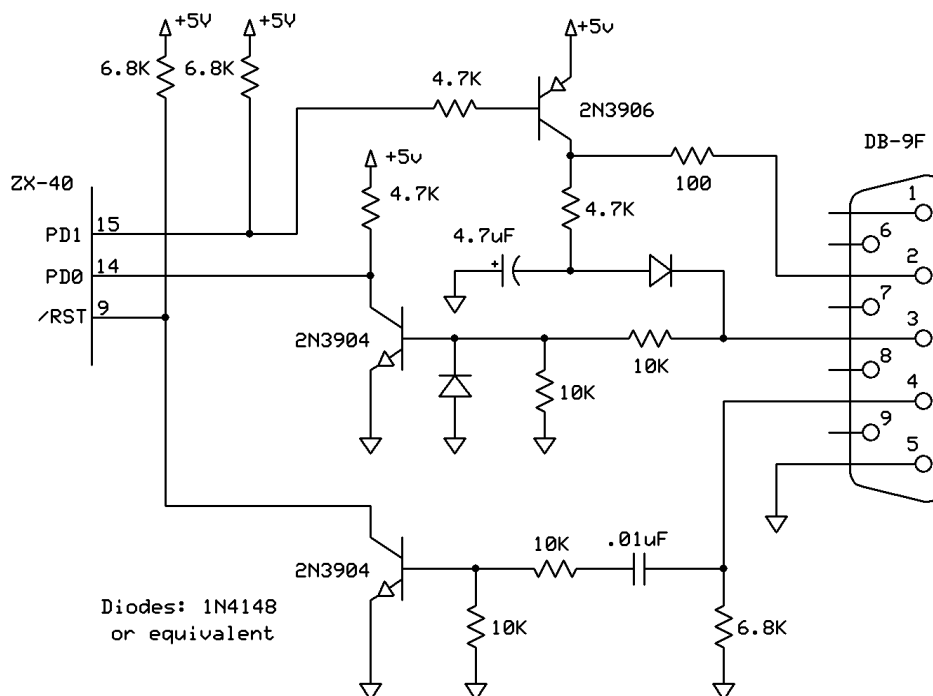 +5V
+5V
+5v
6.8K
6.8K
4.7K
2N3906
DB-9F
+5v
ZX-40
4.7K
100
1
15
4.7K
PD1
6
4.7uF
+
2
PD0
14
7
/RST
9
3
2N3904
10K
8
10K
4
9
5
.01uF
10K
2N3904
Diodes: 1N4148
or equivalent
10K
6.8K